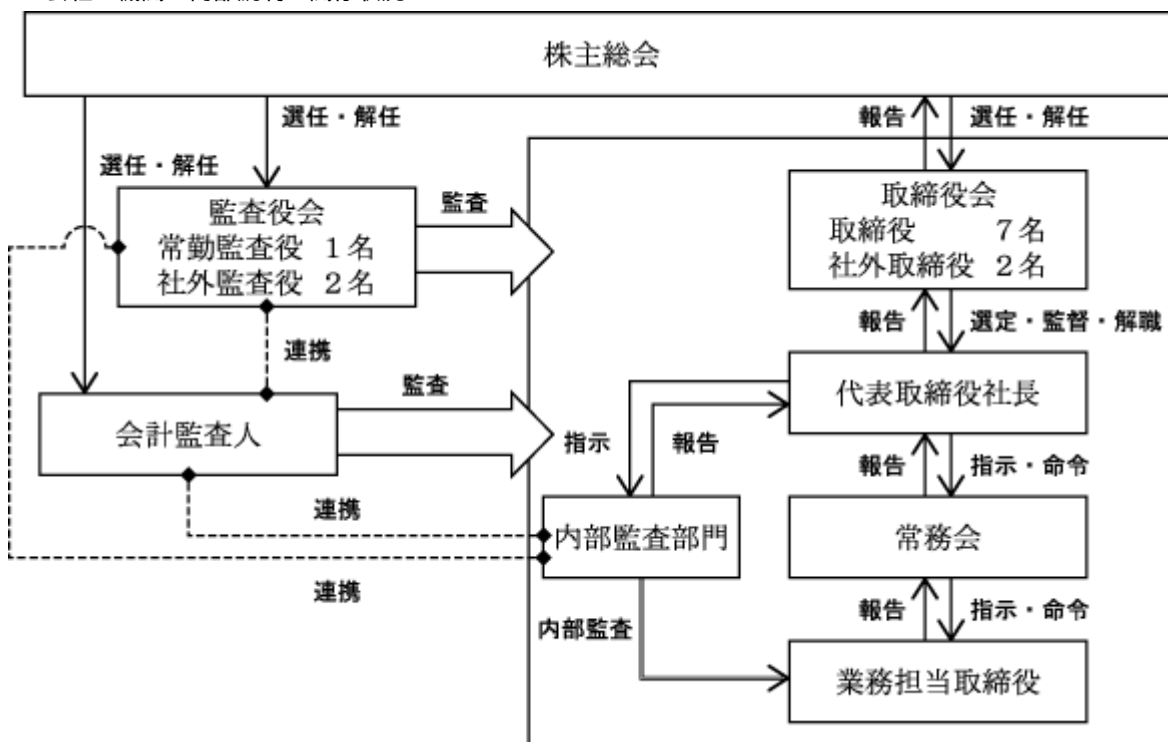 株主総会
選任・解任
報告
選任・解任
選任・解任
監査役会
常勤監査役 1名
社外監査役 2名
監査
取締役会
取締役 7名
社外取締役 2名
報告
選定・監督・解職
連携
監査
代表取締役社長
会計監査人
指示
報告
報告
指示・命令
連携
内部監査部門
常務会
連携
報告
指示・命令
内部監査
業務担当取締役